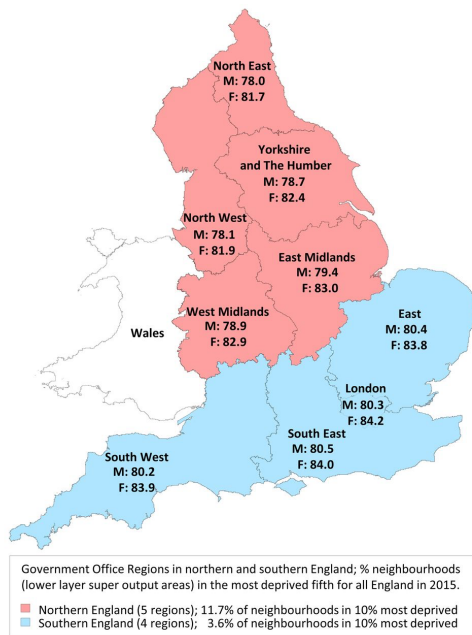 North East
M: 78.0
F: 81.7
Yorkshire
and The Humber
M: 78.7
F: 82.4
North West
M: 78.1
F: 81.9
East Midlands
M: 79.4
F: 83.0
West Midlands
M: 78.9
F: 82.9
Wales
East
M: 80.4
F: 83.8
London
M: 80.3
F: 84.2
South East
M: 80.5
F: 84.0
South West
M: 80.2
F: 83.9
Government Office Regions in northern and southern England; % neighbourhoods
(lower layer super output areas) in the most deprived fifth for all England in 2015.
Northern England (5 regions); 11.7% of neighbourhoods in 10% most deprived
Southern England (4 regions); 3.6% of neighbourhoods in 10% most deprived